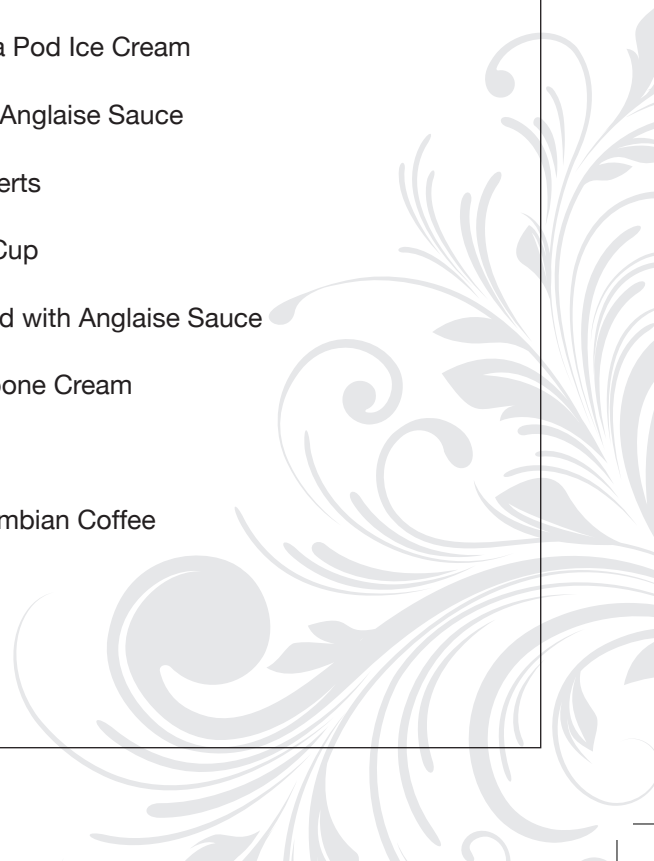 a Pod Ice Cream
Anglaise Sauce
erts
Cup
d with Anglaise Sauce
one Cream
mbian Coffee